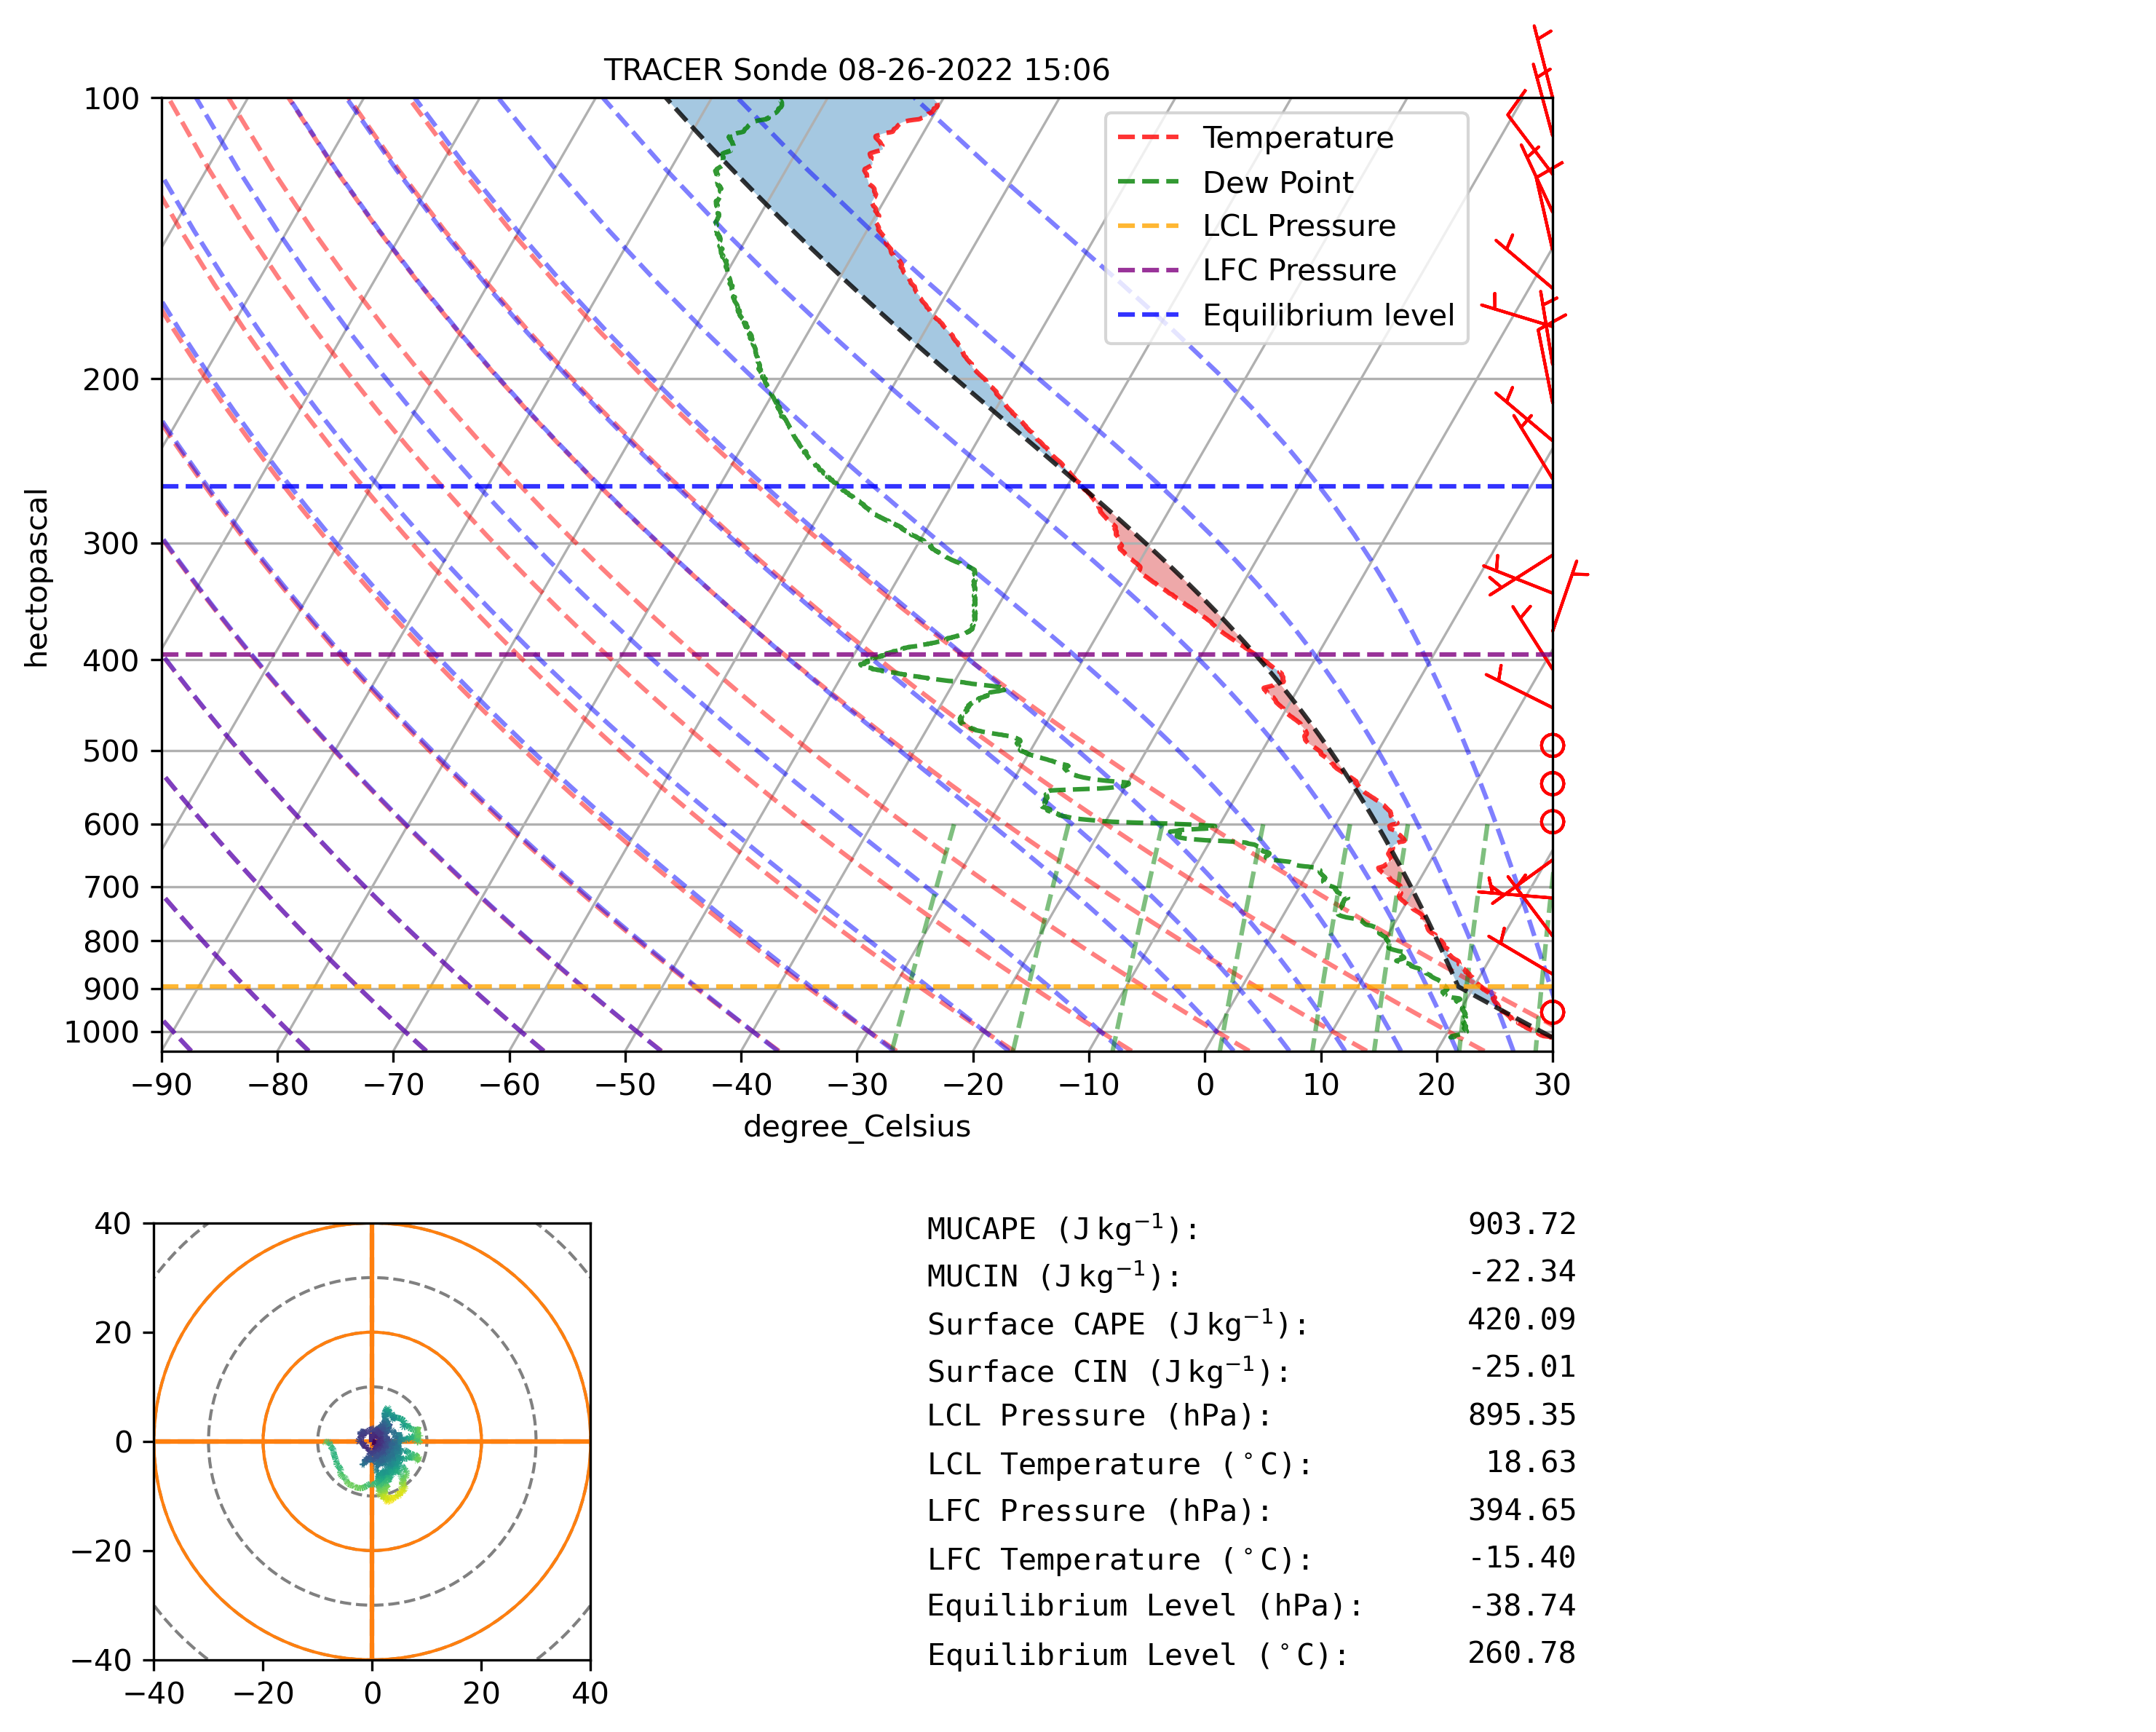 TRACER Sonde 08-26-2022 15:06
100
200
300
400
500
600
700
800
900
1000
hectopascal
Temperature
Dew Point
LCL Pressure
LFC Pressure
Equilibrium level
−90 −80 −70 −60 −50 −40 −30 −20 −10 0 10 20 30
degree_Celsius
40
20
0
−20
−40
−40 −20 0 20 40
MUCAPE (J kg⁻¹): 903.72
MUCIN (J kg⁻¹): -22.34
Surface CAPE (J kg⁻¹): 420.09
Surface CIN (J kg⁻¹): -25.01
LCL Pressure (hPa): 895.35
LCL Temperature (°C): 18.63
LFC Pressure (hPa): 394.65
LFC Temperature (°C): -15.40
Equilibrium Level (hPa): -38.74
Equilibrium Level (°C): 260.78